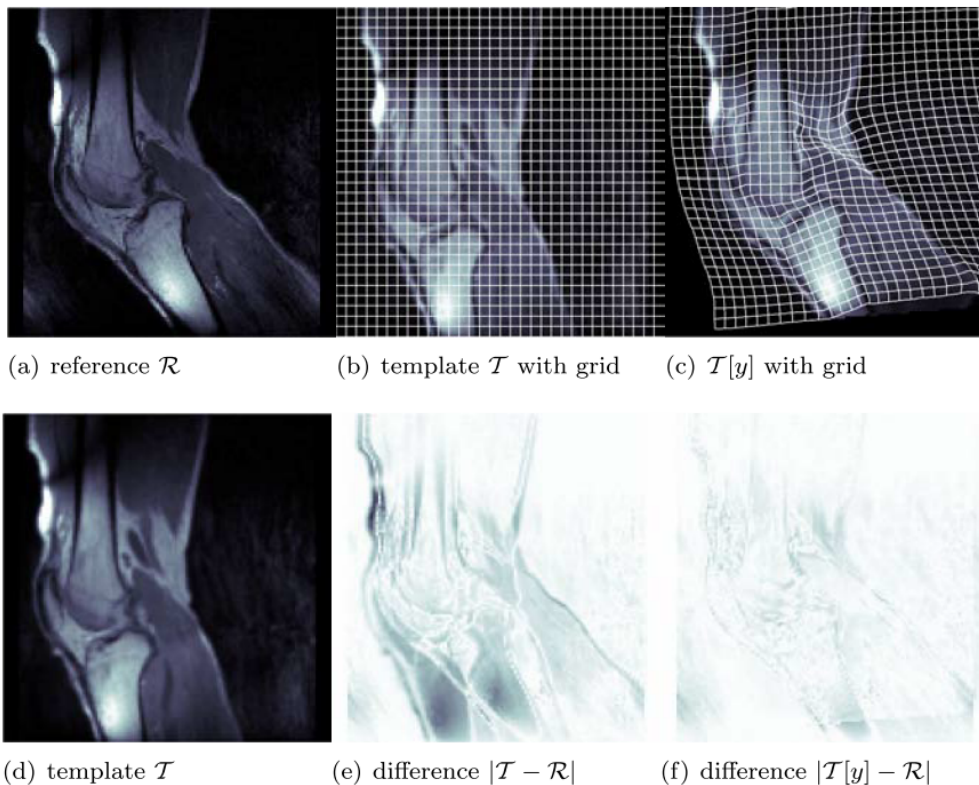 (a) reference ℛ
(b) template 𝒯 with grid
(c) 𝒯[y] with grid
(d) template 𝒯
(e) difference |𝒯 − ℛ|
(f) difference |𝒯[y] − ℛ|